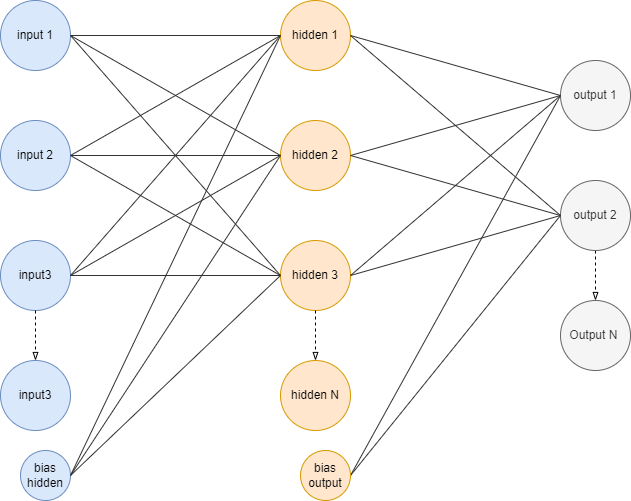 input 1
hidden 1
output 1
input 2
hidden 2
output 2
input3
hidden 3
Output N
input3
hidden N
bias
hidden
bias
output